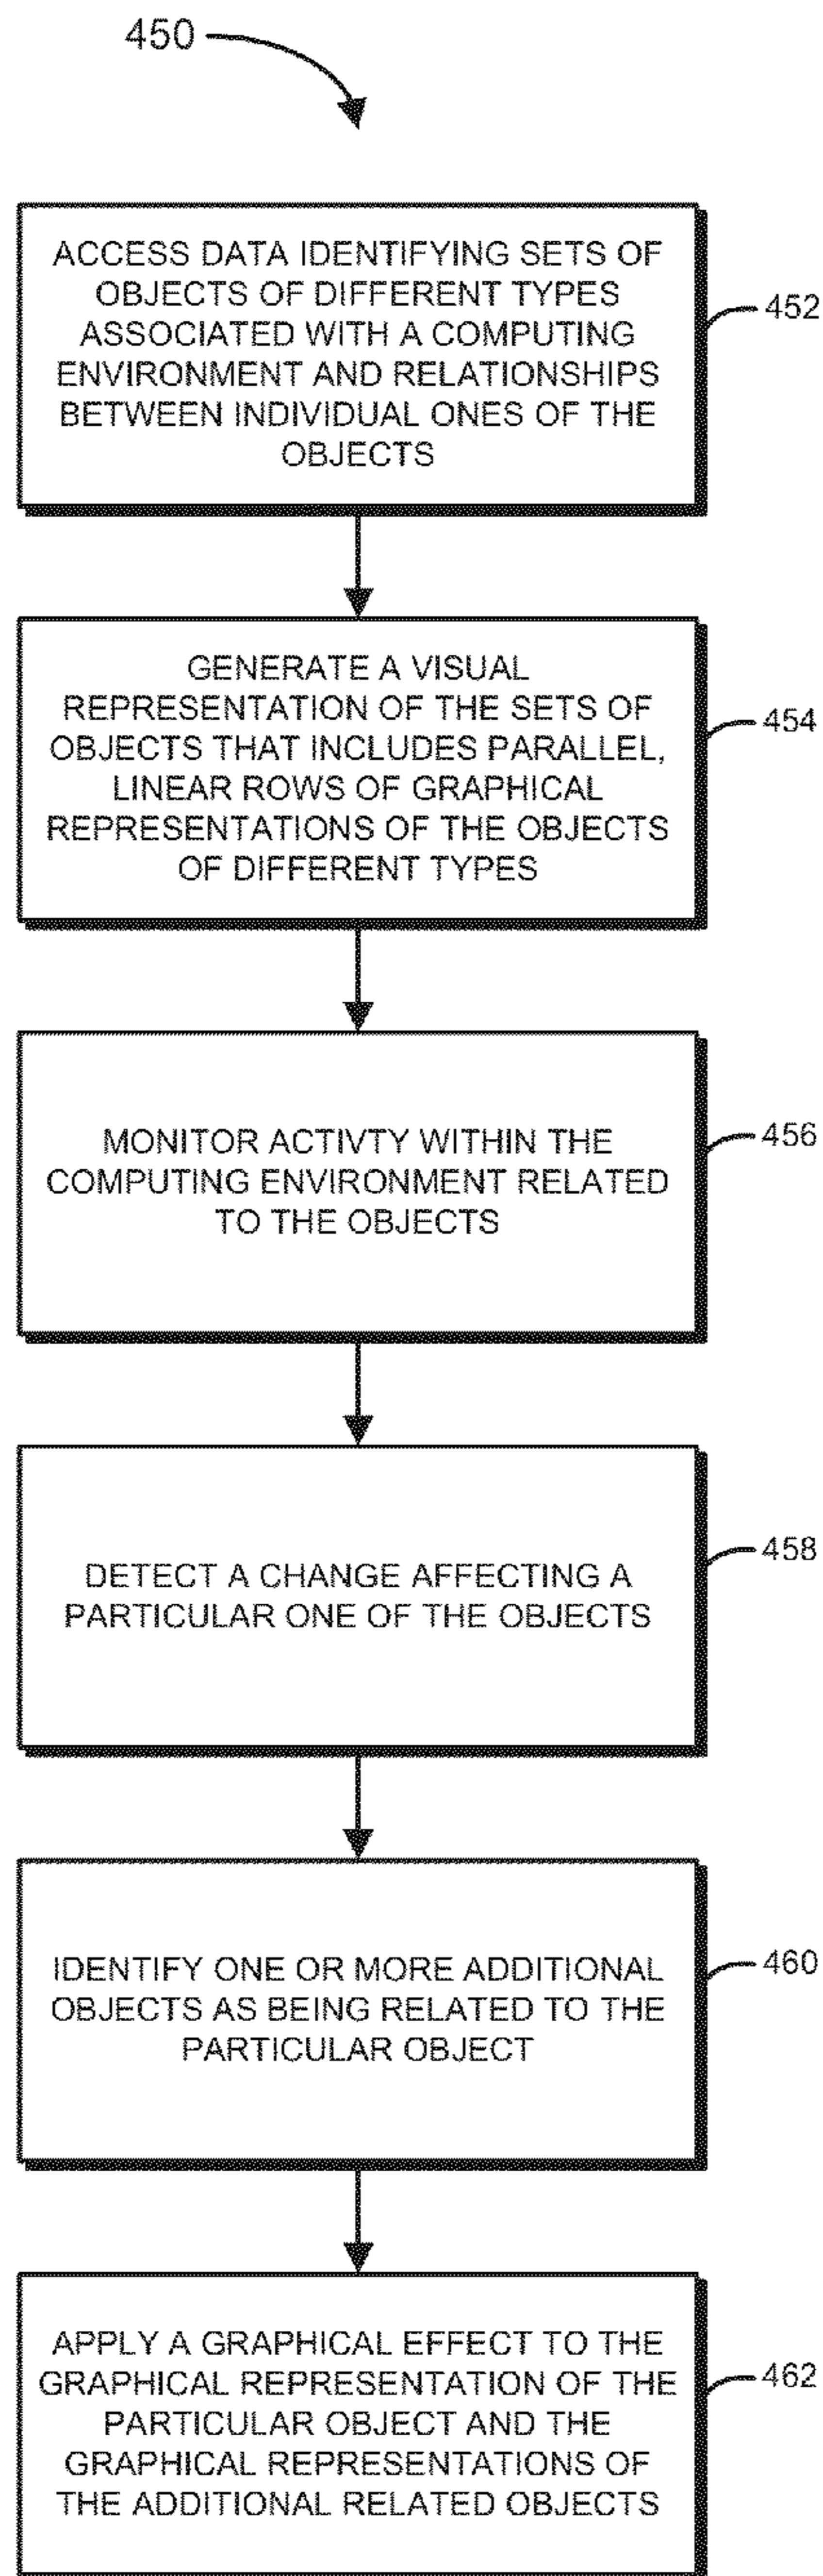 450
ACCESS DATA IDENTIFYING SETS OF
OBJECTS OF DIFFERENT TYPES
ASSOCIATED WITH A COMPUTING
ENVIRONMENT AND RELATIONSHIPS
BETWEEN INDIVIDUAL ONES OF THE
OBJECTS
452
GENERATE A VISUAL
REPRESENTATION OF THE SETS OF
OBJECTS THAT INCLUDES PARALLEL,
LINEAR ROWS OF GRAPHICAL
REPRESENTATIONS OF THE OBJECTS
OF DIFFERENT TYPES
454
MONITOR ACTIVTY WITHIN THE
COMPUTING ENVIRONMENT RELATED
TO THE OBJECTS
456
DETECT A CHANGE AFFECTING A
PARTICULAR ONE OF THE OBJECTS
458
IDENTIFY ONE OR MORE ADDITIONAL
OBJECTS AS BEING RELATED TO THE
PARTICULAR OBJECT
460
APPLY A GRAPHICAL EFFECT TO THE
GRAPHICAL REPRESENTATION OF THE
PARTICULAR OBJECT AND THE
GRAPHICAL REPRESENTATIONS OF
THE ADDITIONAL RELATED OBJECTS
462